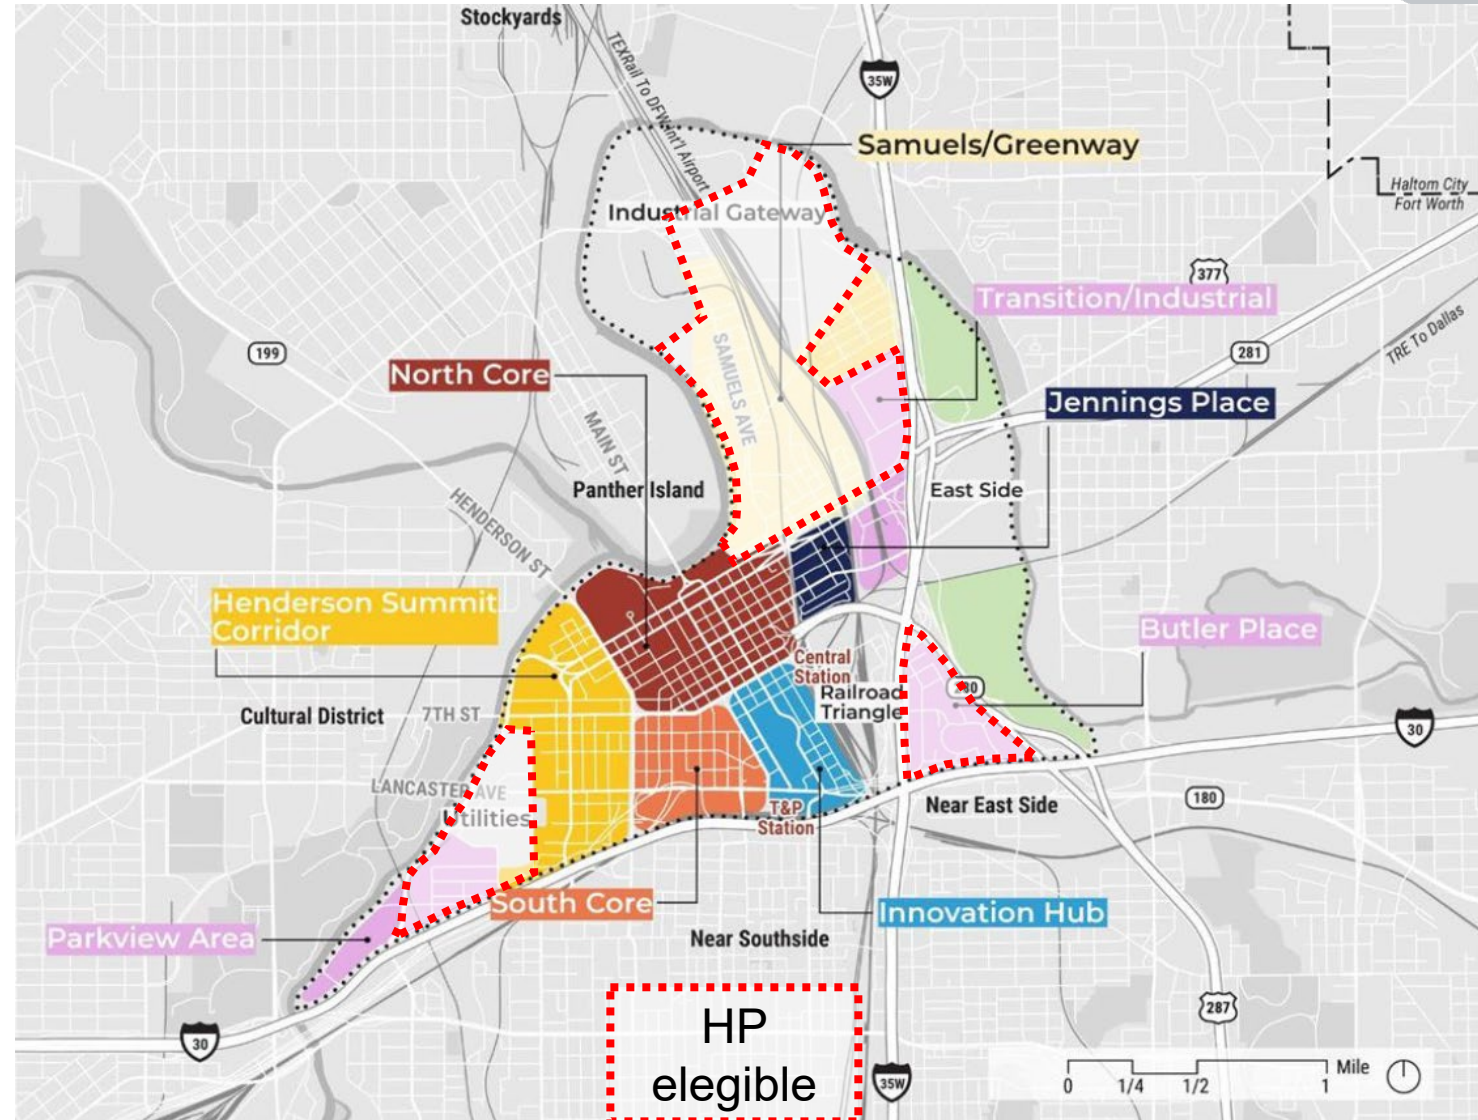 Stockyards
TEXRail To DFW Int'l Airport
35W
Samuels/Greenway
Haltom City
Fort Worth
Industrial Gateway
377
Transition/Industrial
TRE To Dallas
199
281
North Core
SAMUELS AVE
Jennings Place
MAIN ST
Panther Island
East Side
HENDERSON ST
Henderson Summit
Corridor
Butler Place
Central
Station
Railroad
Triangle
280
Cultural District
7TH ST
30
LANCASTER AVE
Utilities
T&P
Station
Near East Side
180
South Core
Innovation Hub
Parkview Area
Near Southside
287
HP
elegible
30
35W
0
1/4
1/2
1
Mile